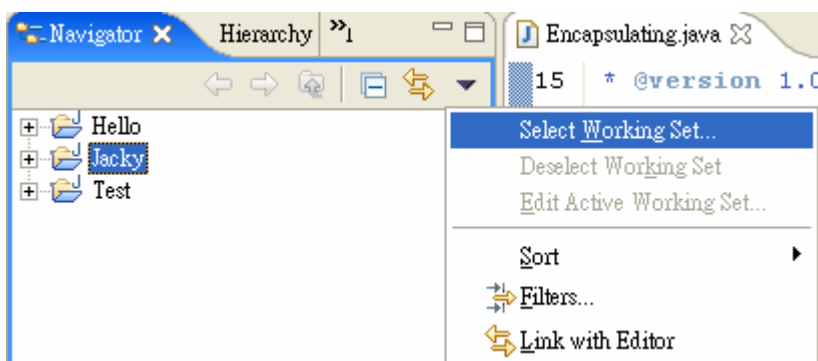 Navigator Hierarchy »1 Encapsulating.java
15 * @version 1.0
Hello
Jacky
Test
Select Working Set...
Deselect Working Set
Edit Active Working Set...
Sort
Filters...
Link with Editor